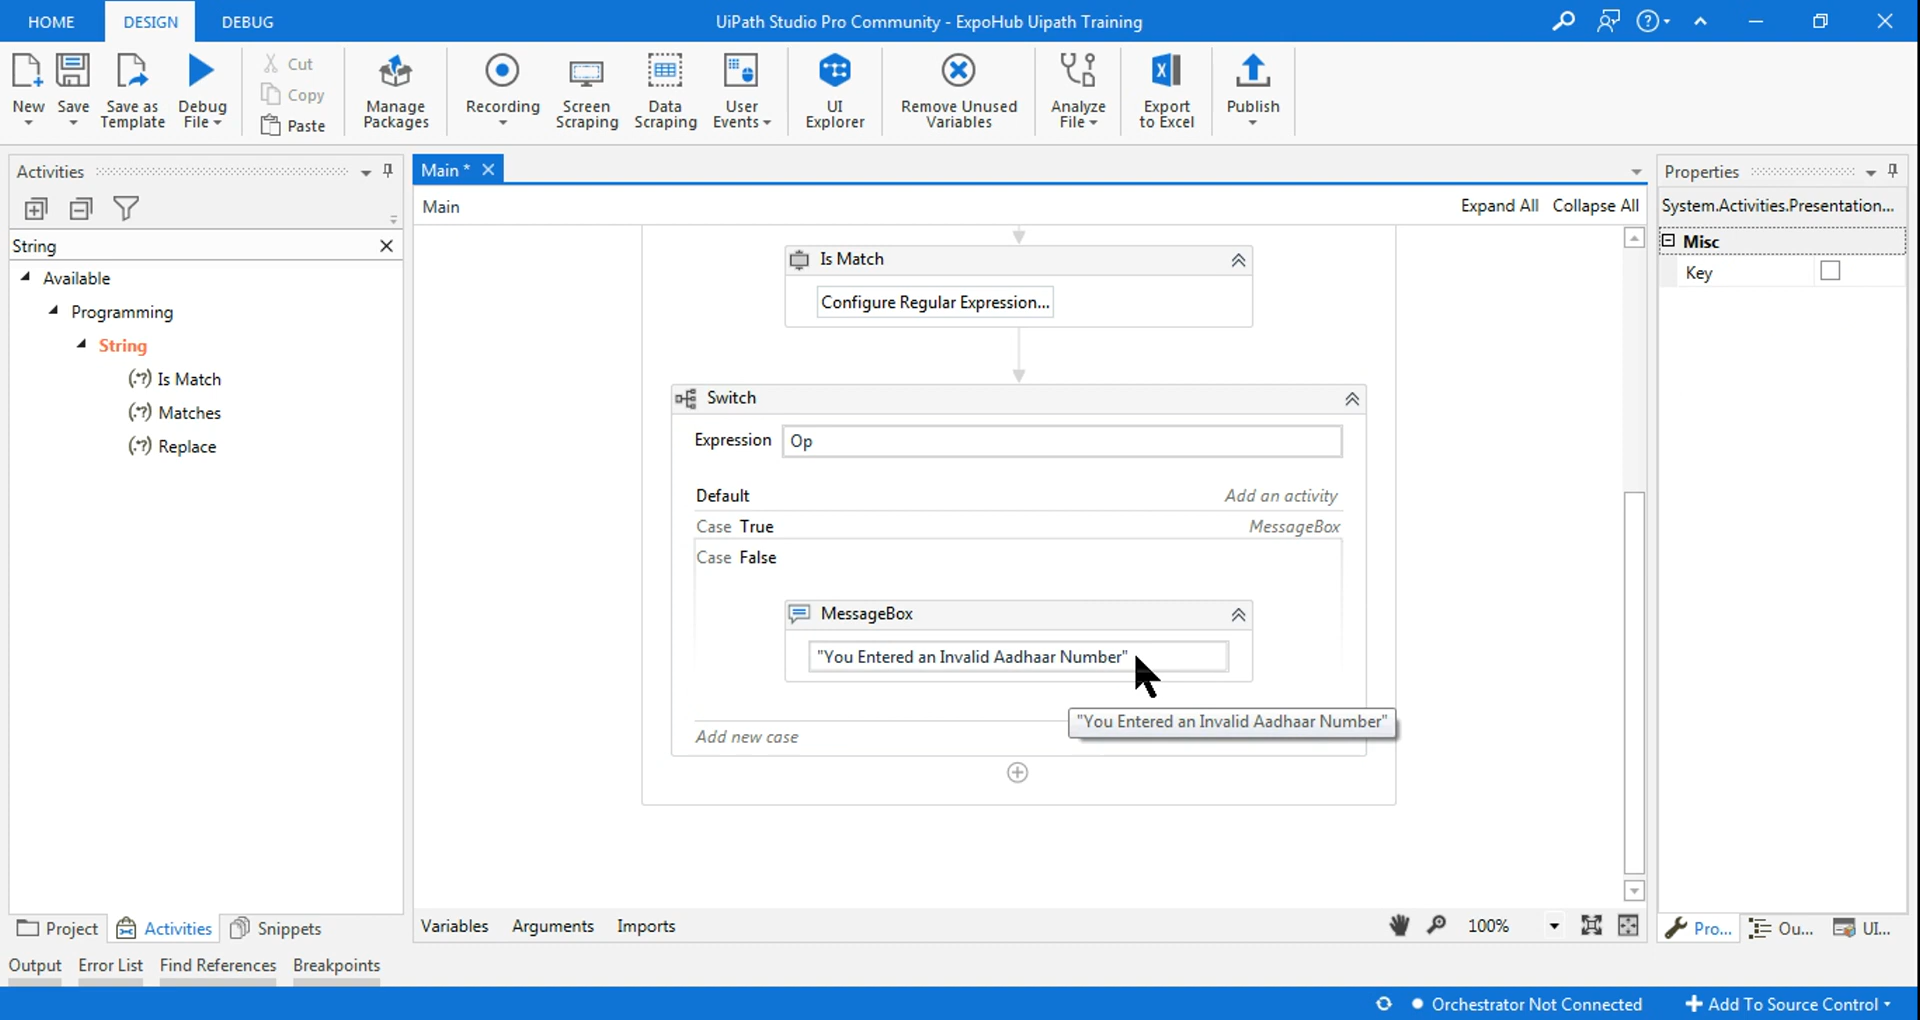 HOME DESIGN DEBUG UiPath Studio Pro Community - ExpoHub Uipath Training
New Save Save as Template Debug File Cut Copy Paste Manage Packages Recording Screen Scraping Data Scraping User Events UI Explorer Remove Unused Variables Analyze File Export to Excel Publish
Activities
String
Available
Programming
String
(.*?) Is Match
(.*?) Matches
(.*?) Replace
Project Activities Snippets
Main *
Main Expand All Collapse All
Is Match
Configure Regular Expression...
Switch
Expression Op
Default Add an activity
Case True MessageBox
Case False
MessageBox
"You Entered an Invalid Aadhaar Number"
"You Entered an Invalid Aadhaar Number"
Add new case
Variables Arguments Imports 100%
Properties
System.Activities.Presentation...
Misc
Key
Pro... Ou... UI...
Output Error List Find References Breakpoints
Orchestrator Not Connected Add To Source Control